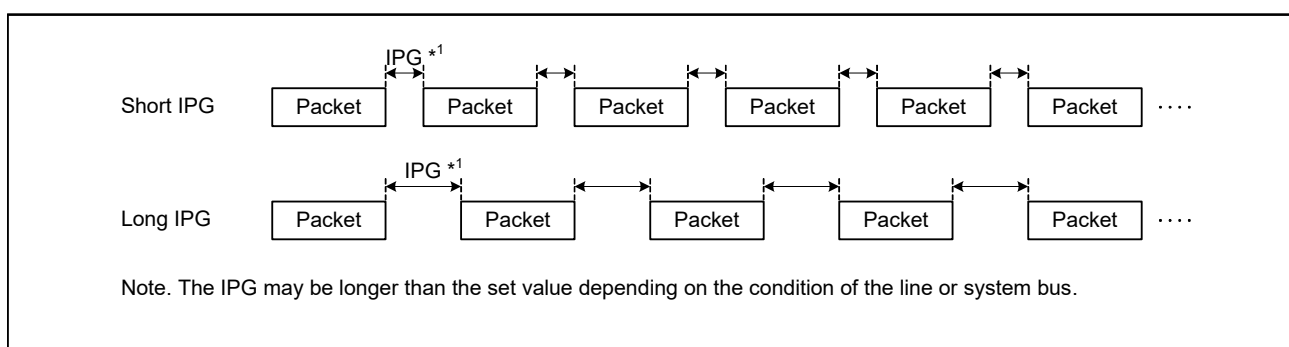 IPG *1
Short IPG Packet Packet Packet Packet Packet Packet ....
IPG *1
Long IPG Packet Packet Packet Packet Packet ....
Note. The IPG may be longer than the set value depending on the condition of the line or system bus.